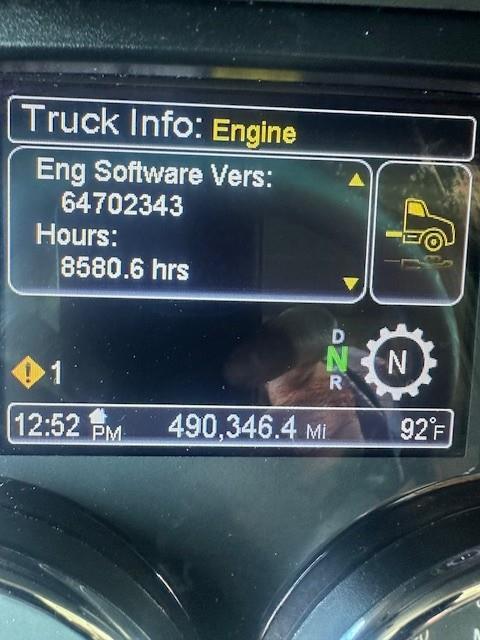 Truck Info: Engine
Eng Software Vers:
64702343
Hours:
8580.6 hrs
D
N
R
N
1
12:52 PM 490,346.4 Mi 92°F